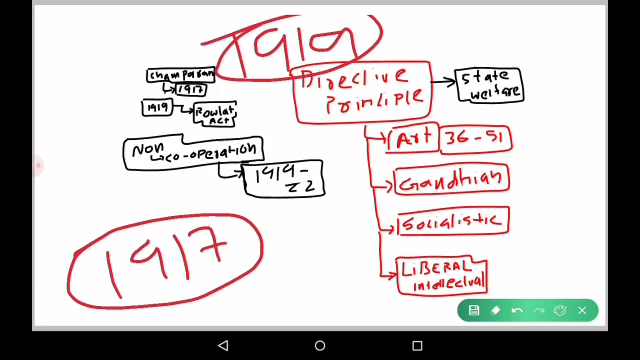 1919
Champaran
1917
1919
Rowlat
Act
Non
co-operation
1919-
22
1917
Directive
Principle
State
welfare
Art 36-51
Gandhian
Socialistic
LIBERAL
intellectual